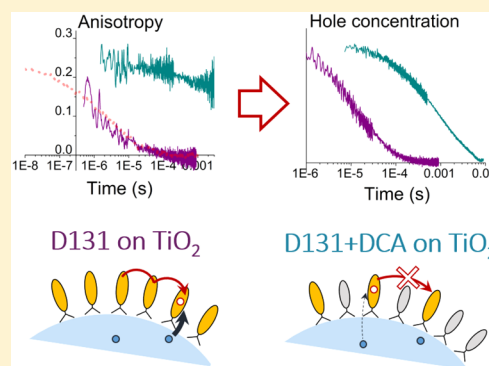 Anisotropy
Hole concentration
0.3
0.2
0.1
0.0
1E-8 1E-7 1E-6 1E-5 1E-4 0.001
Time (s)
1E-6 1E-5 1E-4 0.001 0.0
Time (s)
D131 on TiO2
D131+DCA on TiO